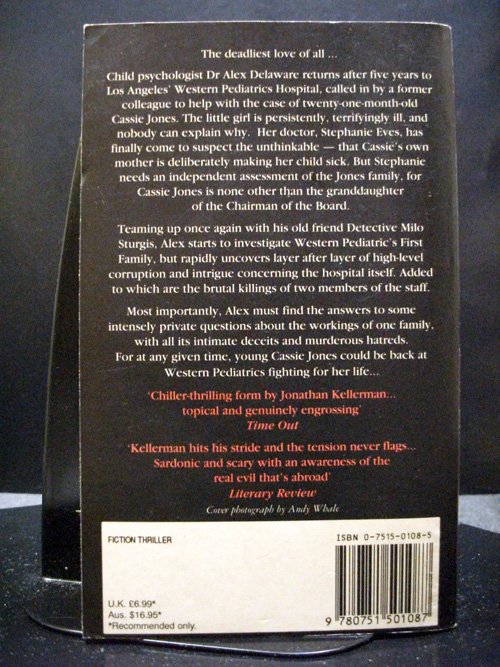 The deadliest love of all ...
Child psychologist Dr Alex Delaware returns after five years to
Los Angeles' Western Pediatrics Hospital, called in by a former
colleague to help with the case of twenty-one-month-old
Cassie Jones. The little girl is persistently, terrifyingly ill, and
nobody can explain why. Her doctor, Stephanie Eves, has
finally come to suspect the unthinkable — that Cassie's own
mother is deliberately making her child sick. But Stephanie
needs an independent assessment of the Jones family, for
Cassie Jones is none other than the granddaughter
of the Chairman of the Board.
Teaming up once again with his old friend Detective Milo
Sturgis, Alex starts to investigate Western Pediatric's First
Family, but rapidly uncovers layer after layer of high-level
corruption and intrigue concerning the hospital itself. Added
to which are the brutal killings of two members of the staff.
Most importantly, Alex must find the answers to some
intensely private questions about the workings of one family,
with all its intimate deceits and murderous hatreds.
For at any given time, young Cassie Jones could be back at
Western Pediatrics fighting for her life...
'Chiller-thrilling form by Jonathan Kellerman...
topical and genuinely engrossing'
Time Out
'Kellerman hits his stride and the tension never flags...
Sardonic and scary with an awareness of the
real evil that's abroad'
Literary Review
Cover photograph by Andy Whale
FICTION THRILLER
ISBN 0-7515-0108-5
U.K. £6.99*
Aus. $16.95*
*Recommended only.
9 780751 501087